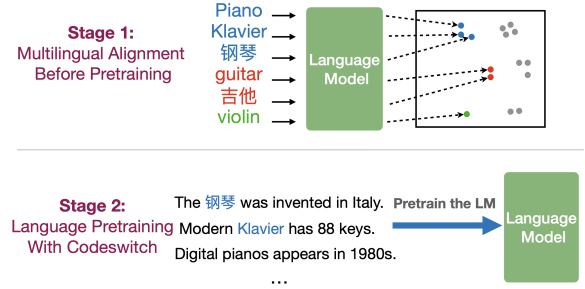 Stage 1:
Multilingual Alignment
Before Pretraining
Piano
Klavier
钢琴
guitar
吉他
violin
Language
Model
Stage 2:
Language Pretraining
With Codeswitch
The 钢琴 was invented in Italy.
Modern Klavier has 88 keys.
Digital pianos appears in 1980s.
...
Pretrain the LM
Language
Model